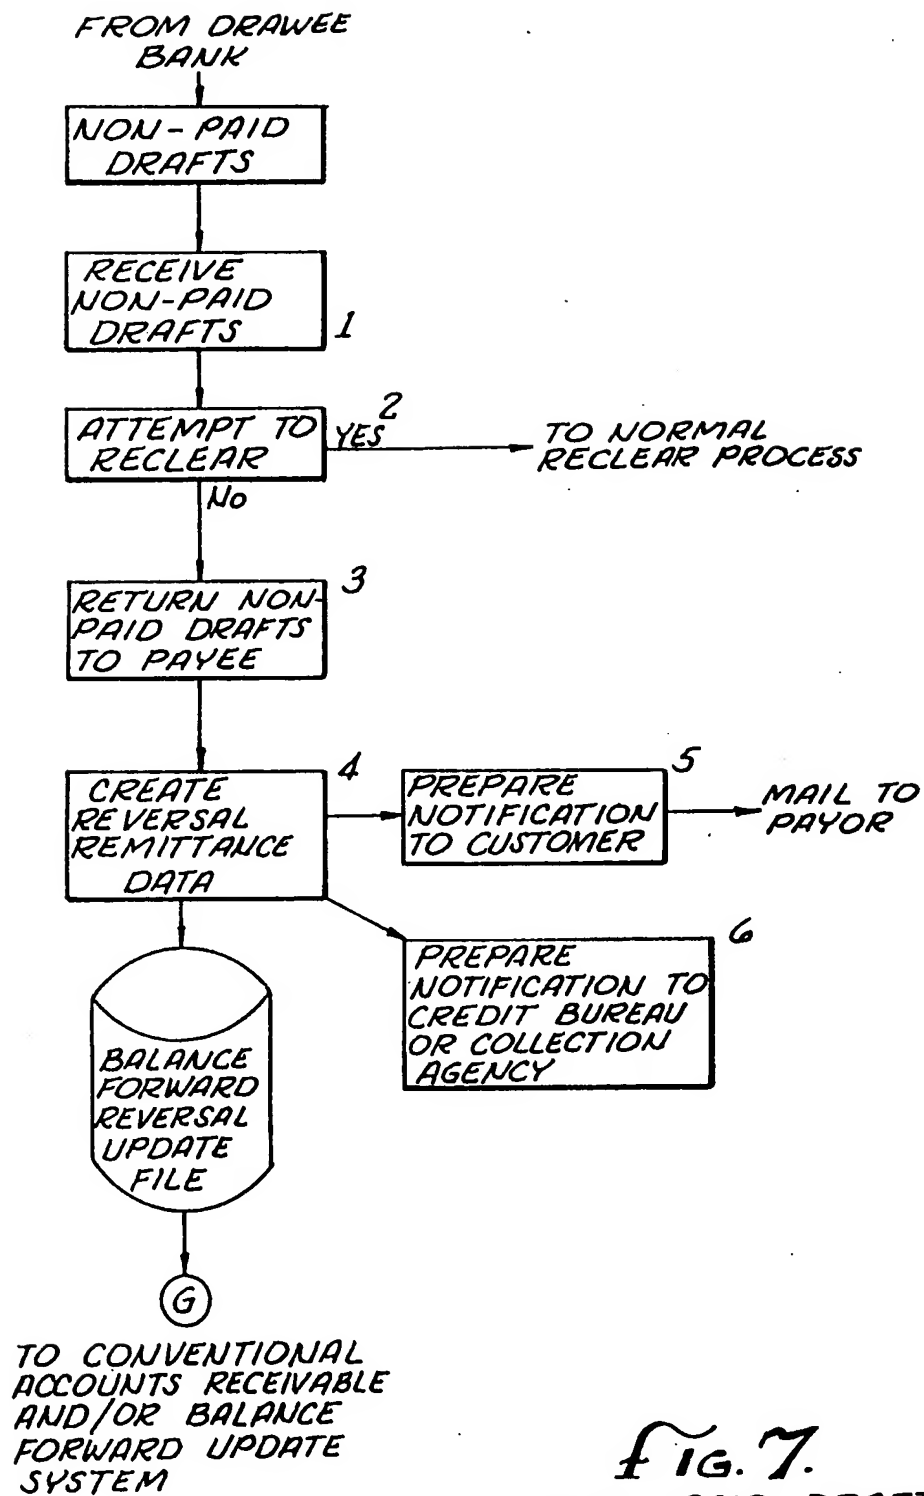 FROM DRAWEE
BANK
NON-PAID
DRAFTS
RECEIVE
NON-PAID
DRAFTS
1
ATTEMPT TO
RECLEAR
2
YES
TO NORMAL
RECLEAR PROCESS
No
3
RETURN NON-
PAID DRAFTS
TO PAYEE
4
CREATE
REVERSAL
REMITTANCE
DATA
5
PREPARE
NOTIFICATION
TO CUSTOMER
MAIL TO
PAYOR
6
PREPARE
NOTIFICATION TO
CREDIT BUREAU
OR COLLECTION
AGENCY
BALANCE
FORWARD
REVERSAL
UPDATE
FILE
G
TO CONVENTIONAL
ACCOUNTS RECEIVABLE
AND/OR BALANCE
FORWARD UPDATE
SYSTEM
FIG. 7.